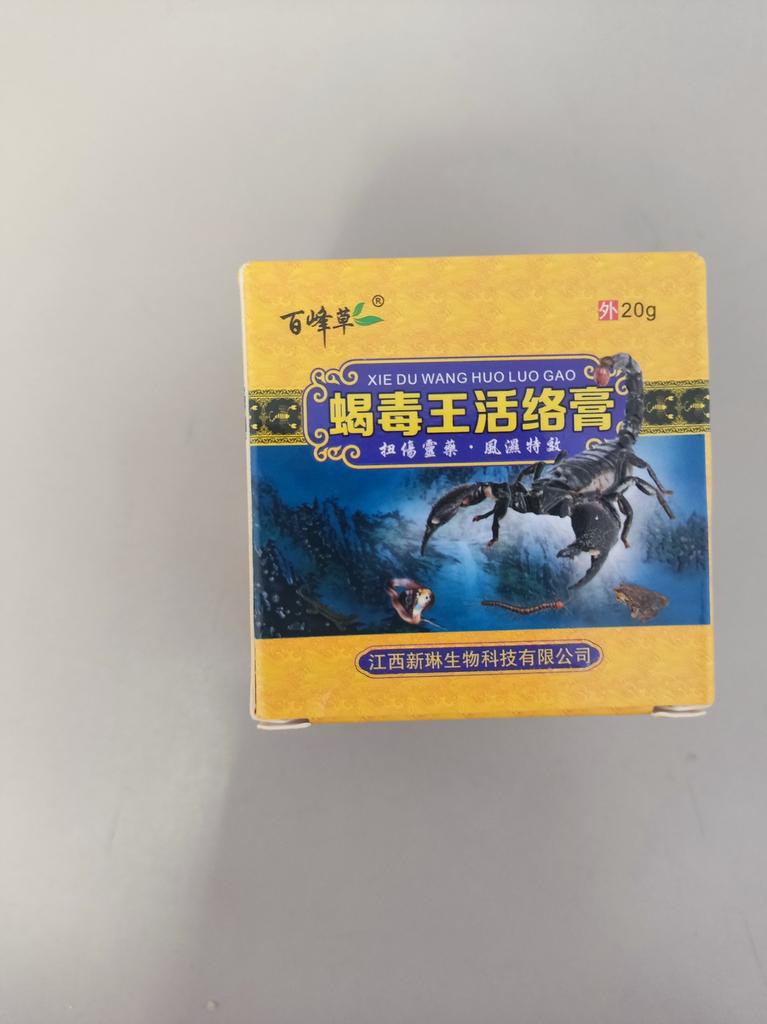 百峰草®
外20g
XIE DU WANG HUO LUO GAO
蝎毒王活络膏
扭傷靈藥·風濕特效
江西新琳生物科技有限公司